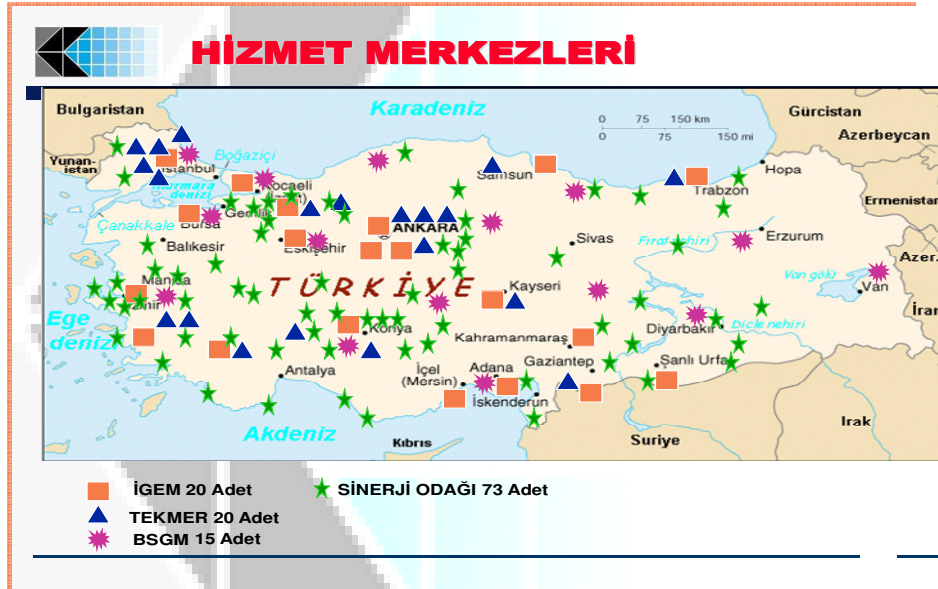 HİZMET MERKEZLERİ
Bulgaristan
Karadeniz
0 75 150 km
0 75 150 mi
Gürcistan
Azerbeycan
Yunan-
istan
Boğaziçi
İstanbul
Samsun
Hopa
Trabzon
Kocaeli
Marmara
denizi
Gemlik
Ermenistan
Çanakkale
Bursa
ANKARA
Balıkesir
Eskişehir
Sivas
Fırat nehiri
Erzurum
Azer.
Manisa
TÜRKİYE
Kayseri
Van gölü
Van
İzmir
İran
Ege
denizi
Konya
Kahramanmaraş
Diyarbakır
Dicle nehiri
Antalya
İçel
(Mersin)
Adana
Gaziantep
Şanlı Urfa
İskenderun
Akdeniz
Kıbrıs
Suriye
Irak
İGEM 20 Adet
SİNERJİ ODAĞI 73 Adet
TEKMER 20 Adet
BSGM 15 Adet